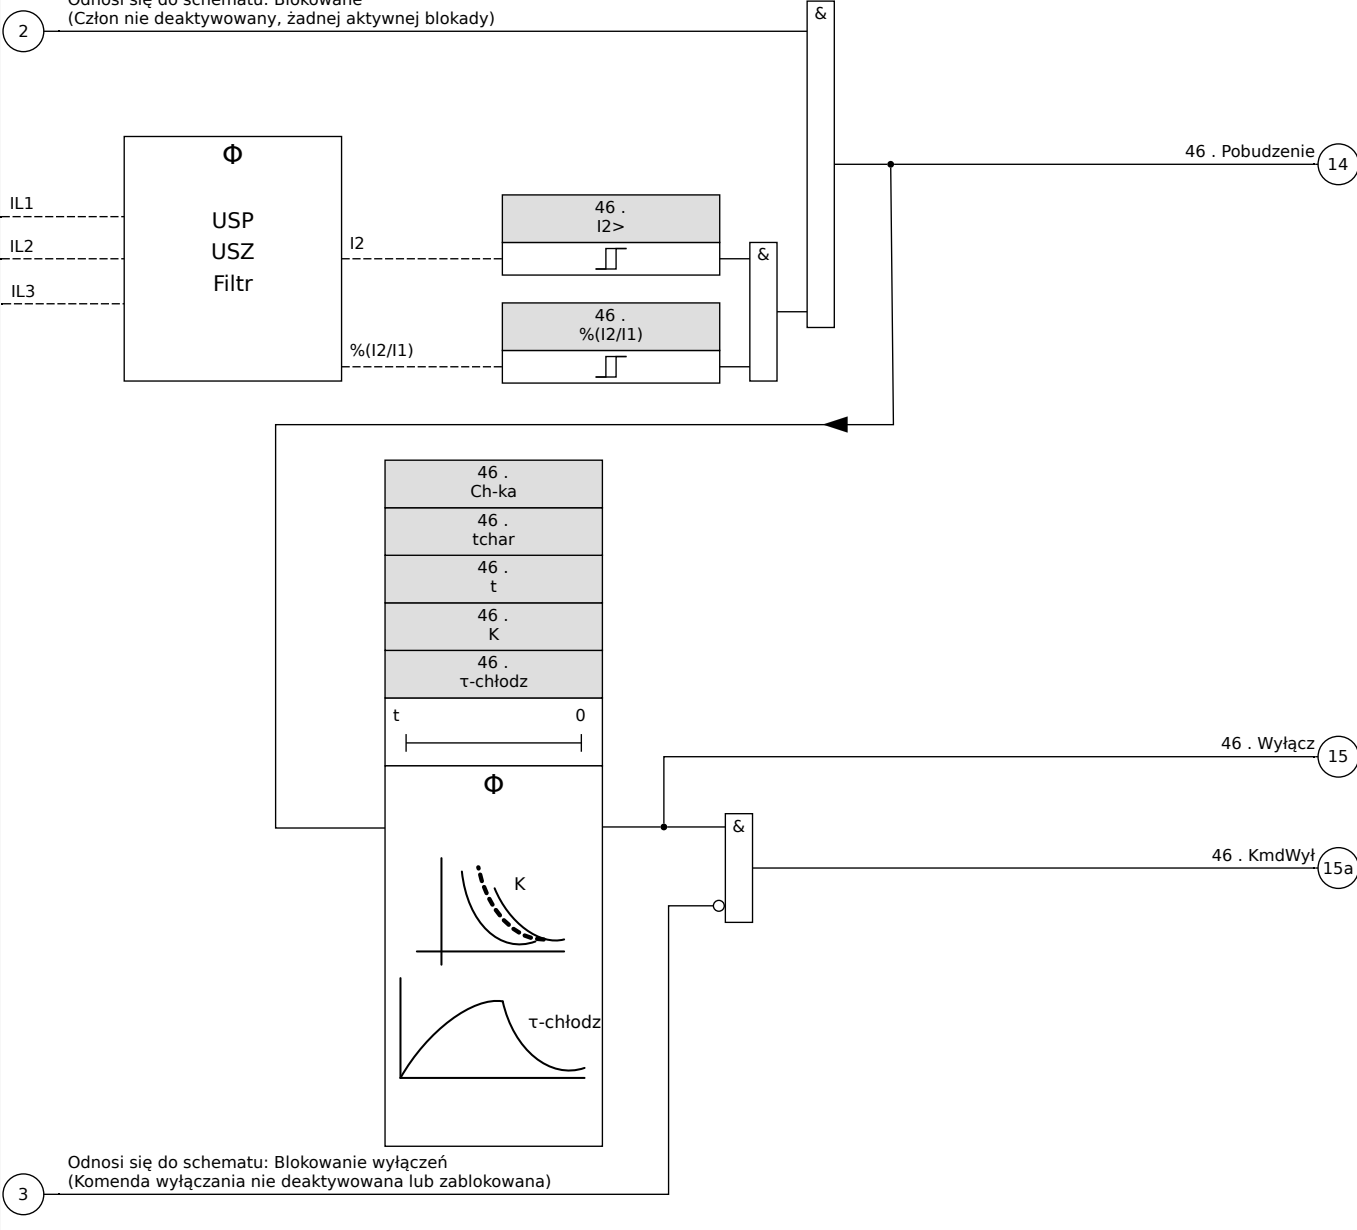 Odnosi się do schematu: Blokowanie
(Człon nie deaktywowany, żadnej aktywnej blokady)
2
&
46 . Pobudzenie
14
Φ
USP
USZ
Filtr
IL1
IL2
IL3
I2
%(I2/I1)
46 .
I2>
46 .
%(I2/I1)
&
46 .
Ch-ka
46 .
tchar
46 .
t
46 .
K
46 .
τ-chłodz
t 0
Φ
K
τ-chłodz
46 . Wyłącz
15
&
46 . KmdWył
15a
Odnosi się do schematu: Blokowanie wyłączeń
(Komenda wyłączania nie deaktywowana lub zablokowana)
3